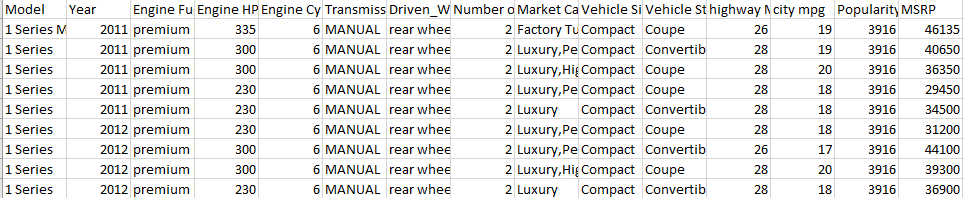 Model Year Engine Fu Engine HP Engine Cy Transmiss Driven_W Number o Market Ca Vehicle Si Vehicle St highway M city mpg Popularity MSRP
1 Series M 2011 premium 335 6 MANUAL rear whee 2 Factory Tu Compact Coupe 26 19 3916 46135
1 Series 2011 premium 300 6 MANUAL rear whee 2 Luxury,Pe Compact Convertib 28 19 3916 40650
1 Series 2011 premium 300 6 MANUAL rear whee 2 Luxury,Hig Compact Coupe 28 20 3916 36350
1 Series 2011 premium 230 6 MANUAL rear whee 2 Luxury,Pe Compact Coupe 28 18 3916 29450
1 Series 2011 premium 230 6 MANUAL rear whee 2 Luxury Compact Convertib 28 18 3916 34500
1 Series 2012 premium 230 6 MANUAL rear whee 2 Luxury,Pe Compact Coupe 28 18 3916 31200
1 Series 2012 premium 300 6 MANUAL rear whee 2 Luxury,Pe Compact Convertib 26 17 3916 44100
1 Series 2012 premium 300 6 MANUAL rear whee 2 Luxury,Hig Compact Coupe 28 20 3916 39300
1 Series 2012 premium 230 6 MANUAL rear whee 2 Luxury Compact Convertib 28 18 3916 36900